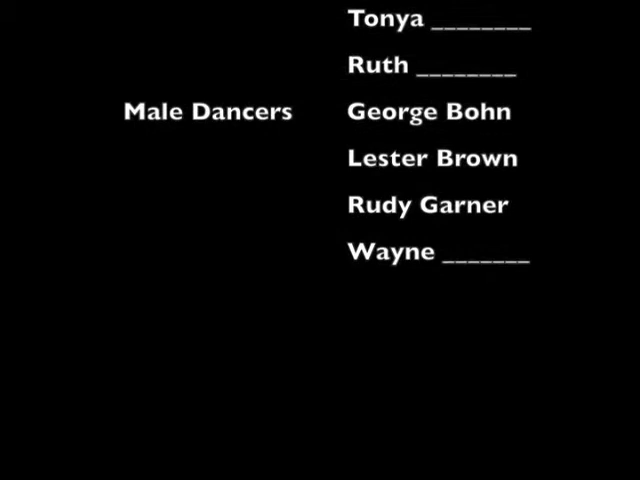 Tonya ________
Ruth ________
Male Dancers George Bohn
Lester Brown
Rudy Garner
Wayne _______